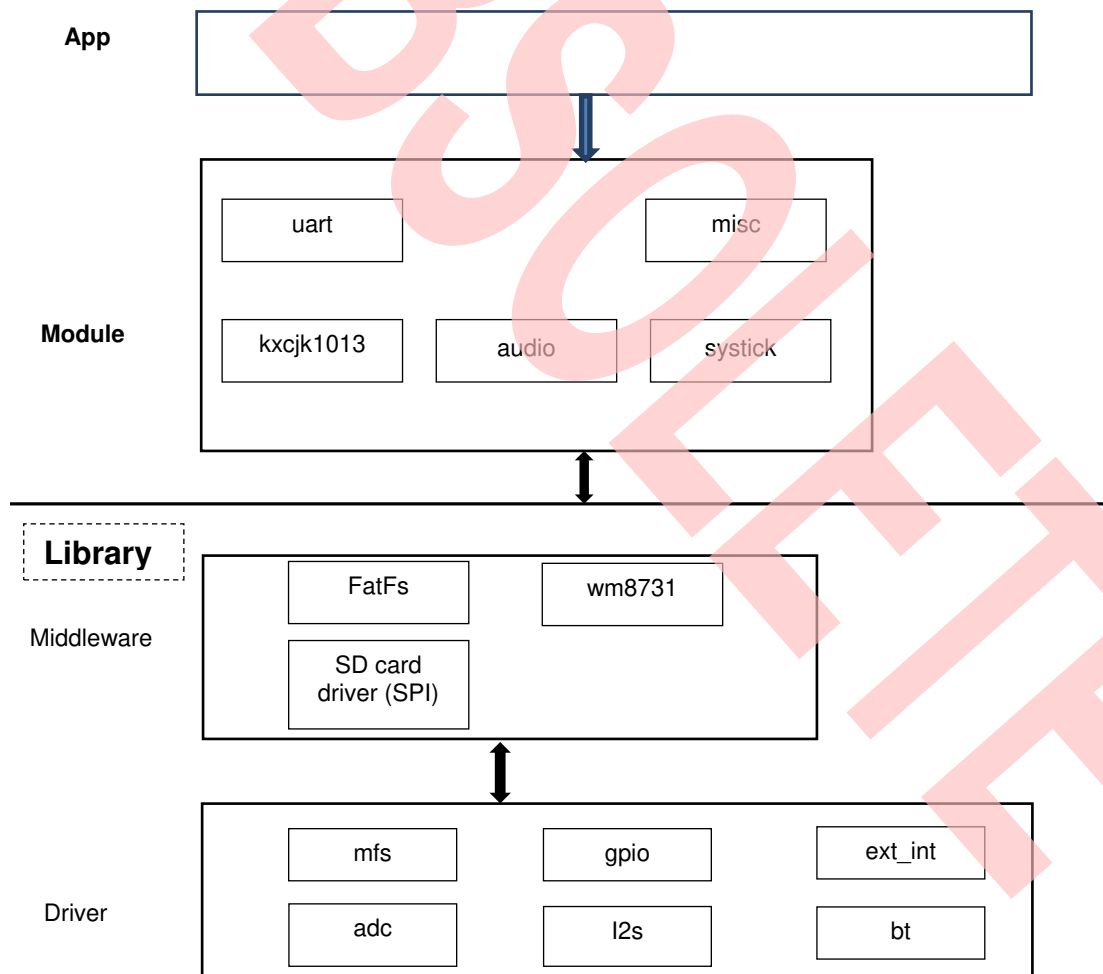 App
uart
misc
Module
kxcjk1013
audio
systick
Library
FatFs
wm8731
Middleware
SD card
driver (SPI)
mfs
gpio
ext_int
Driver
adc
I2s
bt